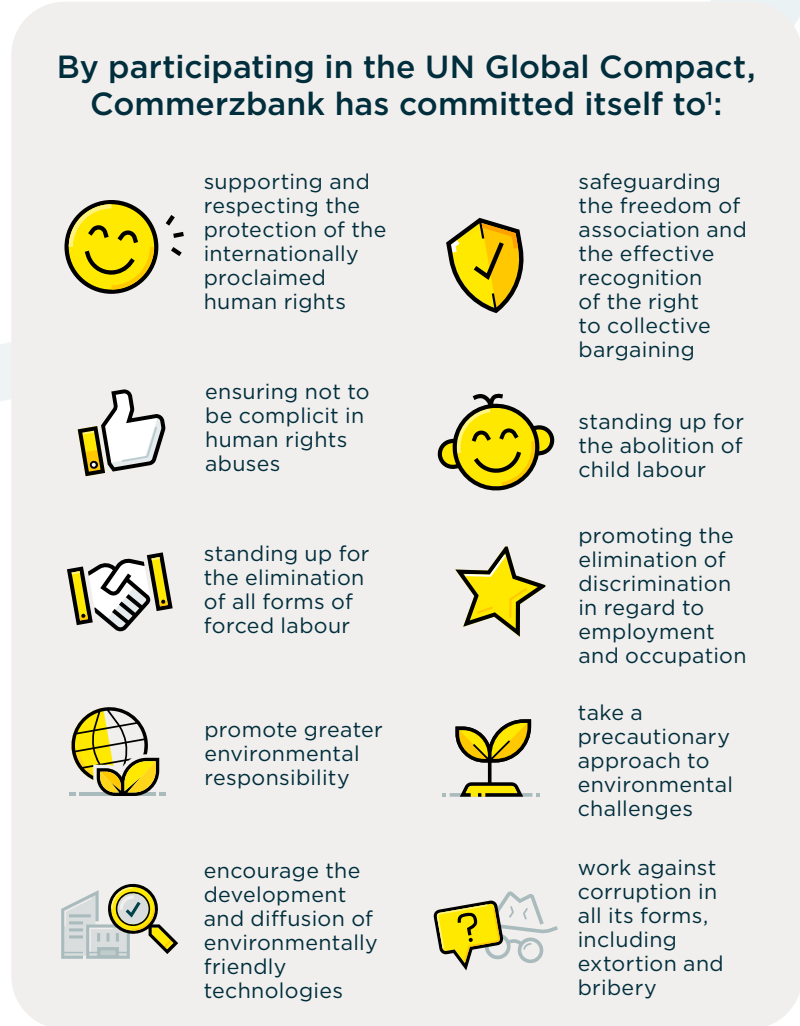 By participating in the UN Global Compact,
Commerzbank has committed itself to¹:
supporting and
respecting the
protection of the
internationally
proclaimed
human rights
safeguarding
the freedom of
association and
the effective
recognition
of the right
to collective
bargaining
ensuring not to
be complicit in
human rights
abuses
standing up for
the abolition of
child labour
standing up for
the elimination
of all forms of
forced labour
promoting the
elimination of
discrimination
in regard to
employment
and occupation
promote greater
environmental
responsibility
take a
precautionary
approach to
environmental
challenges
encourage the
development
and diffusion of
environmentally
friendly
technologies
?
work against
corruption in
all its forms,
including
extortion and
bribery